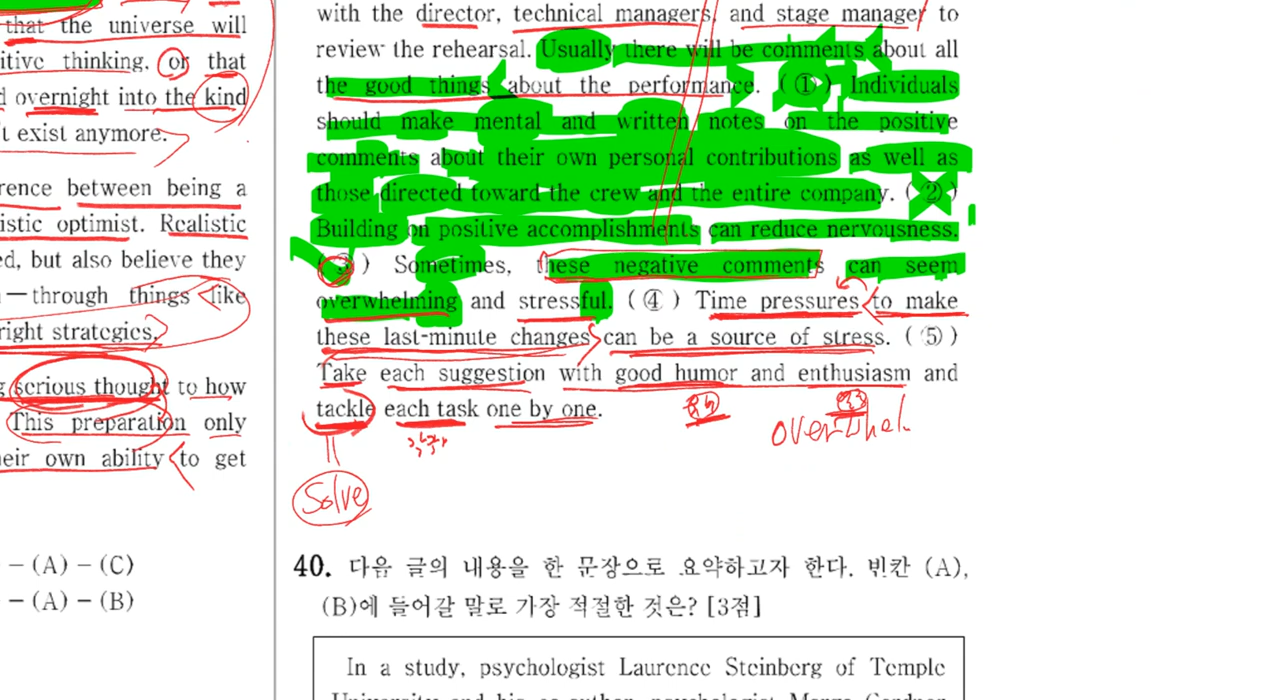 that the universe will
itive thinking, or that
overnight into the kind
't exist anymore.
rence between being a
istic optimist. Realistic
ed, but also believe they
— through things like
right strategies,
serious thought to how
This preparation only
eir own ability to get
– (A) – (C)
– (A) – (B)
with the director, technical managers, and stage manager to
review the rehearsal. Usually there will be comments about all
the good things about the performance. ( ① ) Individuals
should make mental and written notes on the positive
comments about their own personal contributions as well as
those directed toward the crew and the entire company. ( ② )
Building on positive accomplishments can reduce nervousness.
( ③ ) Sometimes, these negative comments can seem
overwhelming and stressful. ( ④ ) Time pressures to make
these last-minute changes can be a source of stress. ( ⑤ )
Take each suggestion with good humor and enthusiasm and
tackle each task one by one.
overwhel
Solve
40. 다음 글의 내용을 한 문장으로 요약하고자 한다. 빈칸 (A),
(B)에 들어갈 말로 가장 적절한 것은? [3점]
In a study, psychologist Laurence Steinberg of Temple